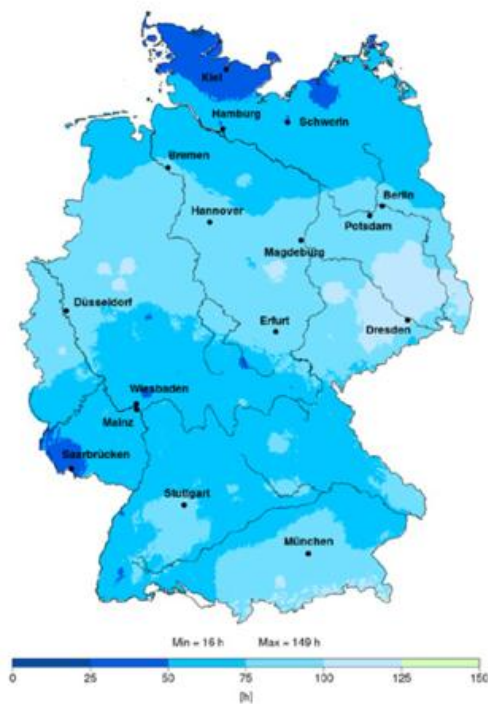 Kiel
Hamburg
Schwerin
Bremen
Berlin
Hannover
Potsdam
Magdeburg
Düsseldorf
Erfurt
Dresden
Wiesbaden
Mainz
Saarbrücken
Stuttgart
München
Min = 16 h Max = 149 h
0 25 50 75 100 125 150
[h]